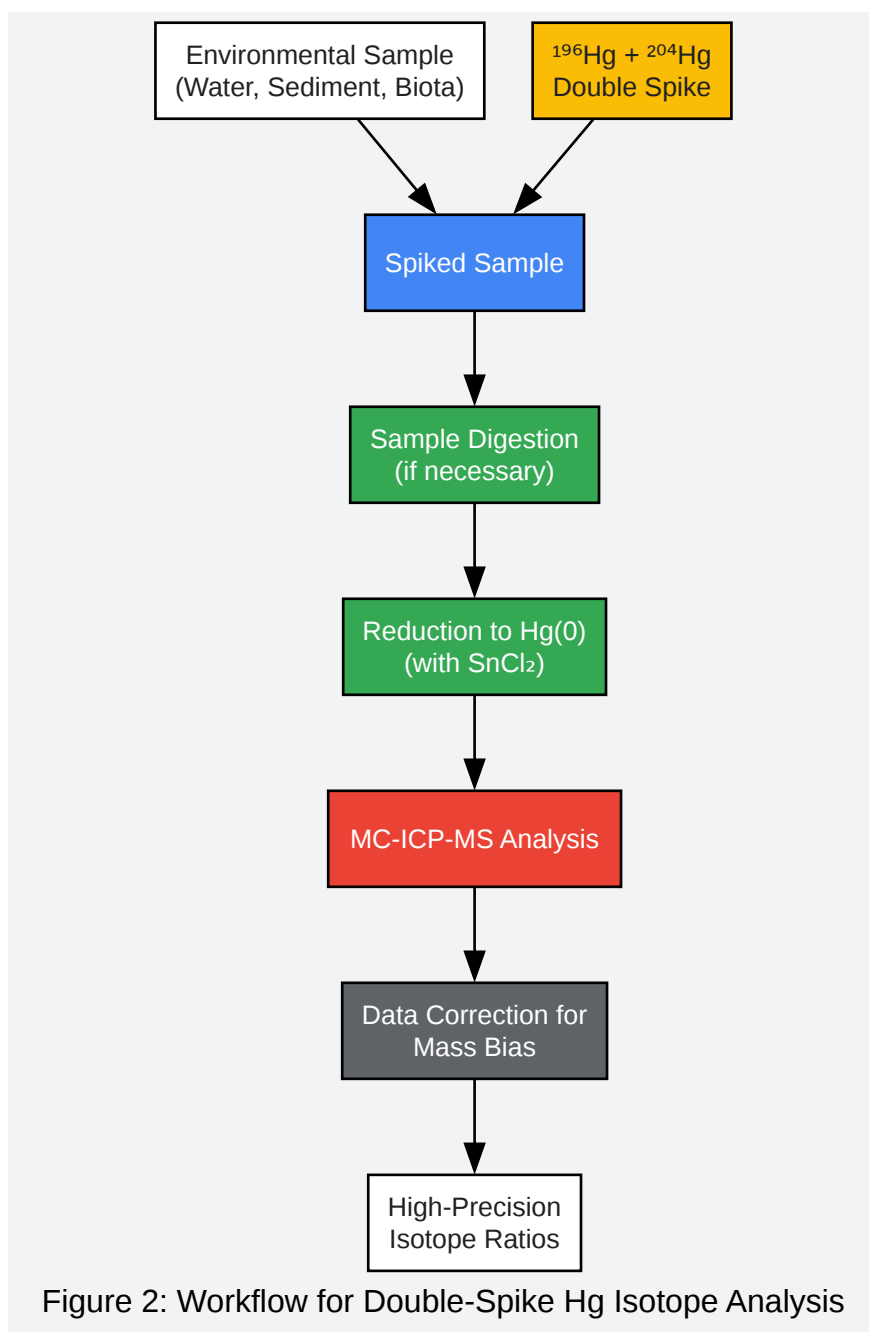 Environmental Sample
(Water, Sediment, Biota)
¹⁹⁶Hg + ²⁰⁴Hg
Double Spike
Spiked Sample
Sample Digestion
(if necessary)
Reduction to Hg(0)
(with SnCl₂)
MC-ICP-MS Analysis
Data Correction for
Mass Bias
High-Precision
Isotope Ratios
Figure 2: Workflow for Double-Spike Hg Isotope Analysis